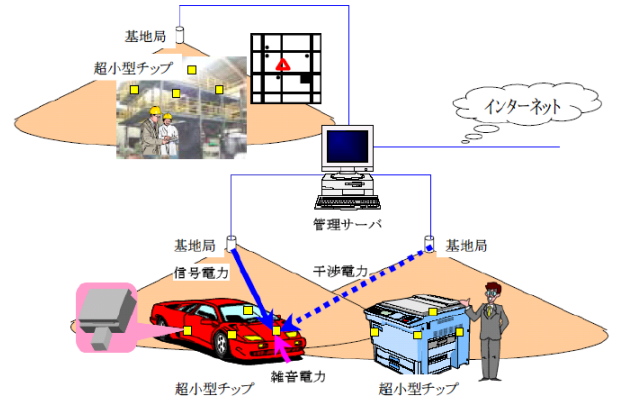 基地局
超小型チップ
インターネット
管理サーバ
基地局
基地局
信号電力
干渉電力
雑音電力
超小型チップ
超小型チップ